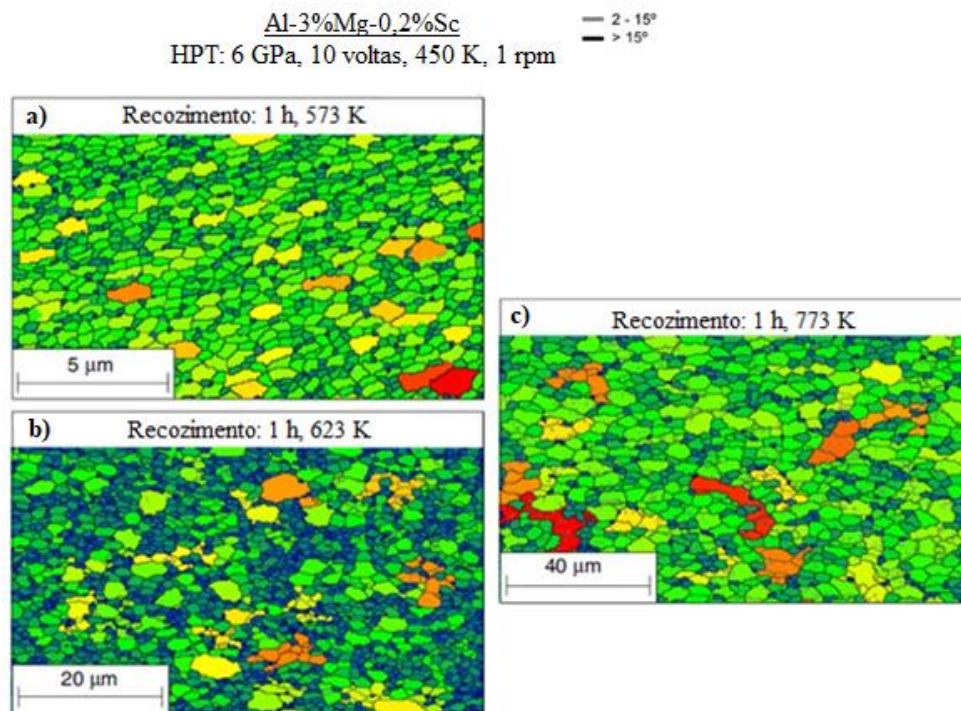 Al-3%Mg-0,2%Sc
HPT: 6 GPa, 10 voltas, 450 K, 1 rpm
2 - 15º
> 15º
a) Recozimento: 1 h, 573 K
5 µm
b) Recozimento: 1 h, 623 K
20 µm
c) Recozimento: 1 h, 773 K
40 µm